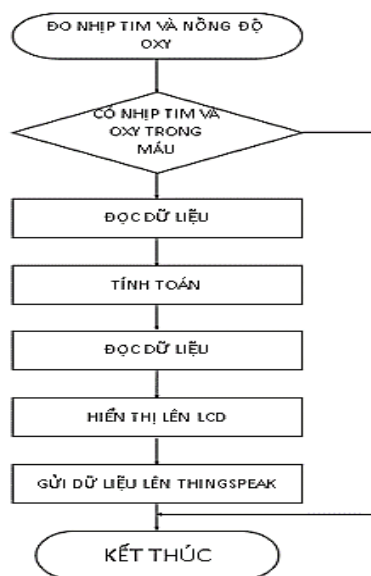 ĐO NHỊP TIM VÀ NỒNG ĐỘ
OXY
CÓ NHỊP TIM VÀ
OXY TRONG
MÁU
ĐỌC DỮ LIỆU
TÍNH TOÁN
ĐỌC DỮ LIỆU
HIỂN THỊ LÊN LCD
GỬI DỮ LIỆU LÊN THINGSPEAK
KẾT THÚC